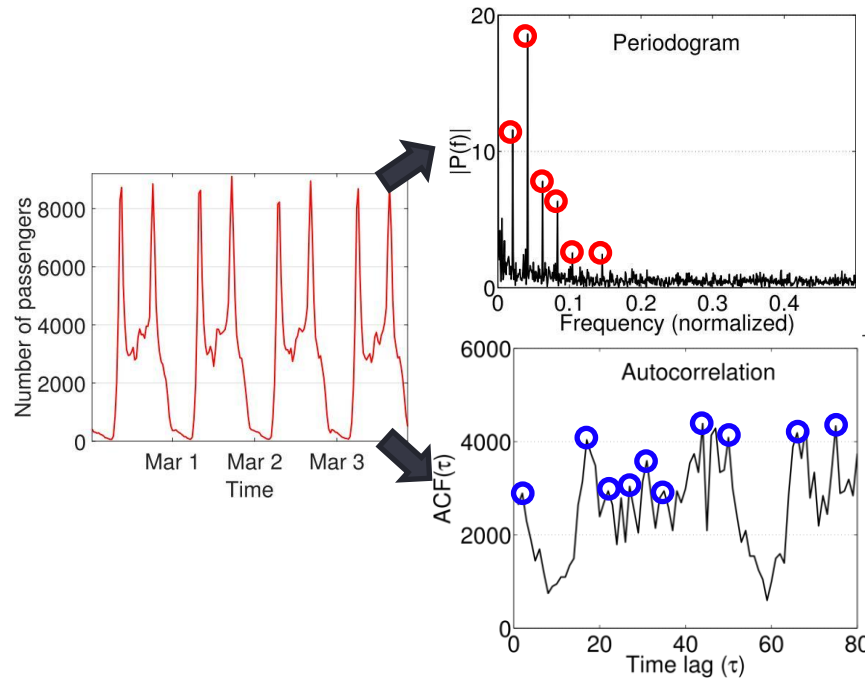 Number of passengers
8000
6000
4000
2000
0
Mar 1 Mar 2 Mar 3
Time
Periodogram
|P(f)|
20
10
0
0 0.1 0.2 0.3 0.4
Frequency (normalized)
Autocorrelation
ACF(τ)
6000
4000
2000
0
0 20 40 60 80
Time lag (τ)